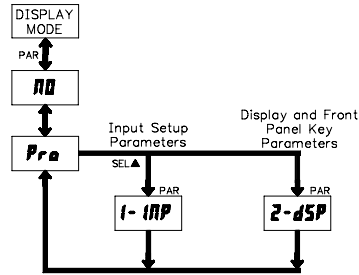 DISPLAY
MODE
PAR
NO
Pro
Input Setup
Parameters
SEL▲
PAR
1-INP
Display and Front
Panel Key
Parameters
PAR
2-dSP